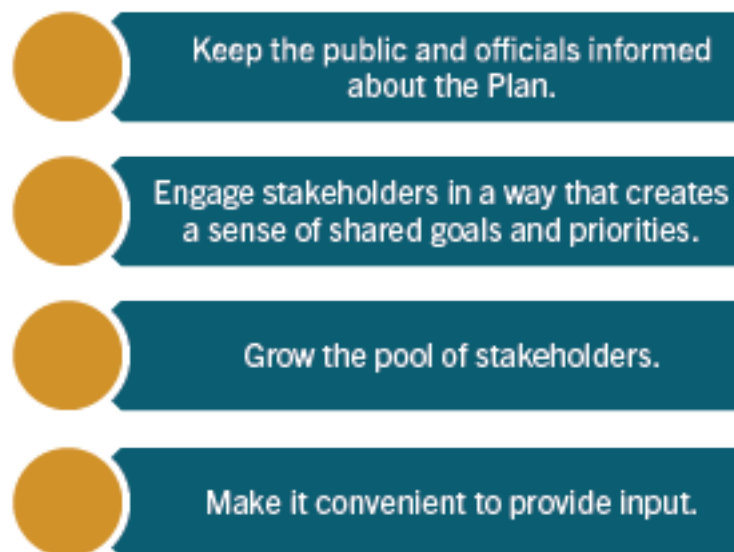 Keep the public and officials informed
about the Plan.
Engage stakeholders in a way that creates
a sense of shared goals and priorities.
Grow the pool of stakeholders.
Make it convenient to provide input.